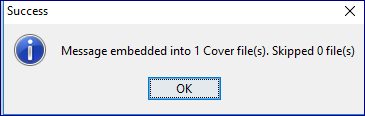 Success
Message embedded into 1 Cover file(s). Skipped 0 file(s)
OK